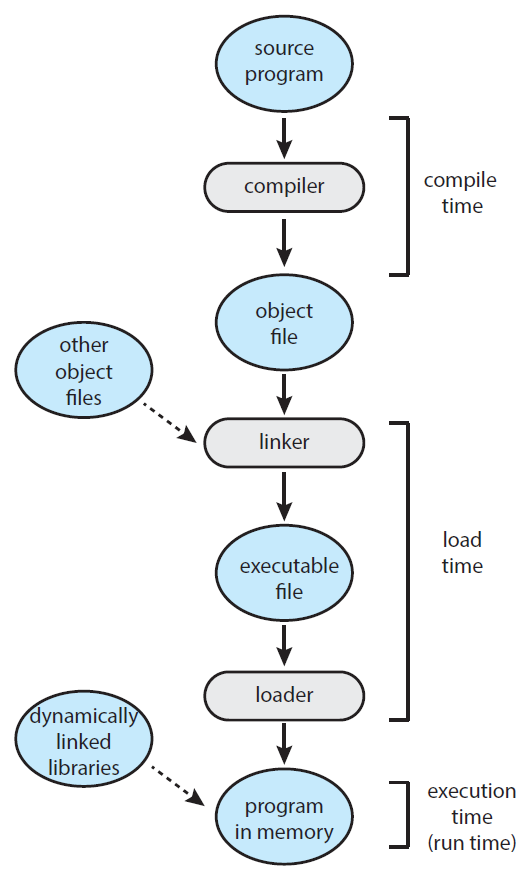 source
program
compiler
compile
time
object
file
other
object
files
linker
load
time
executable
file
loader
dynamically
linked
libraries
program
in memory
execution
time
(run time)